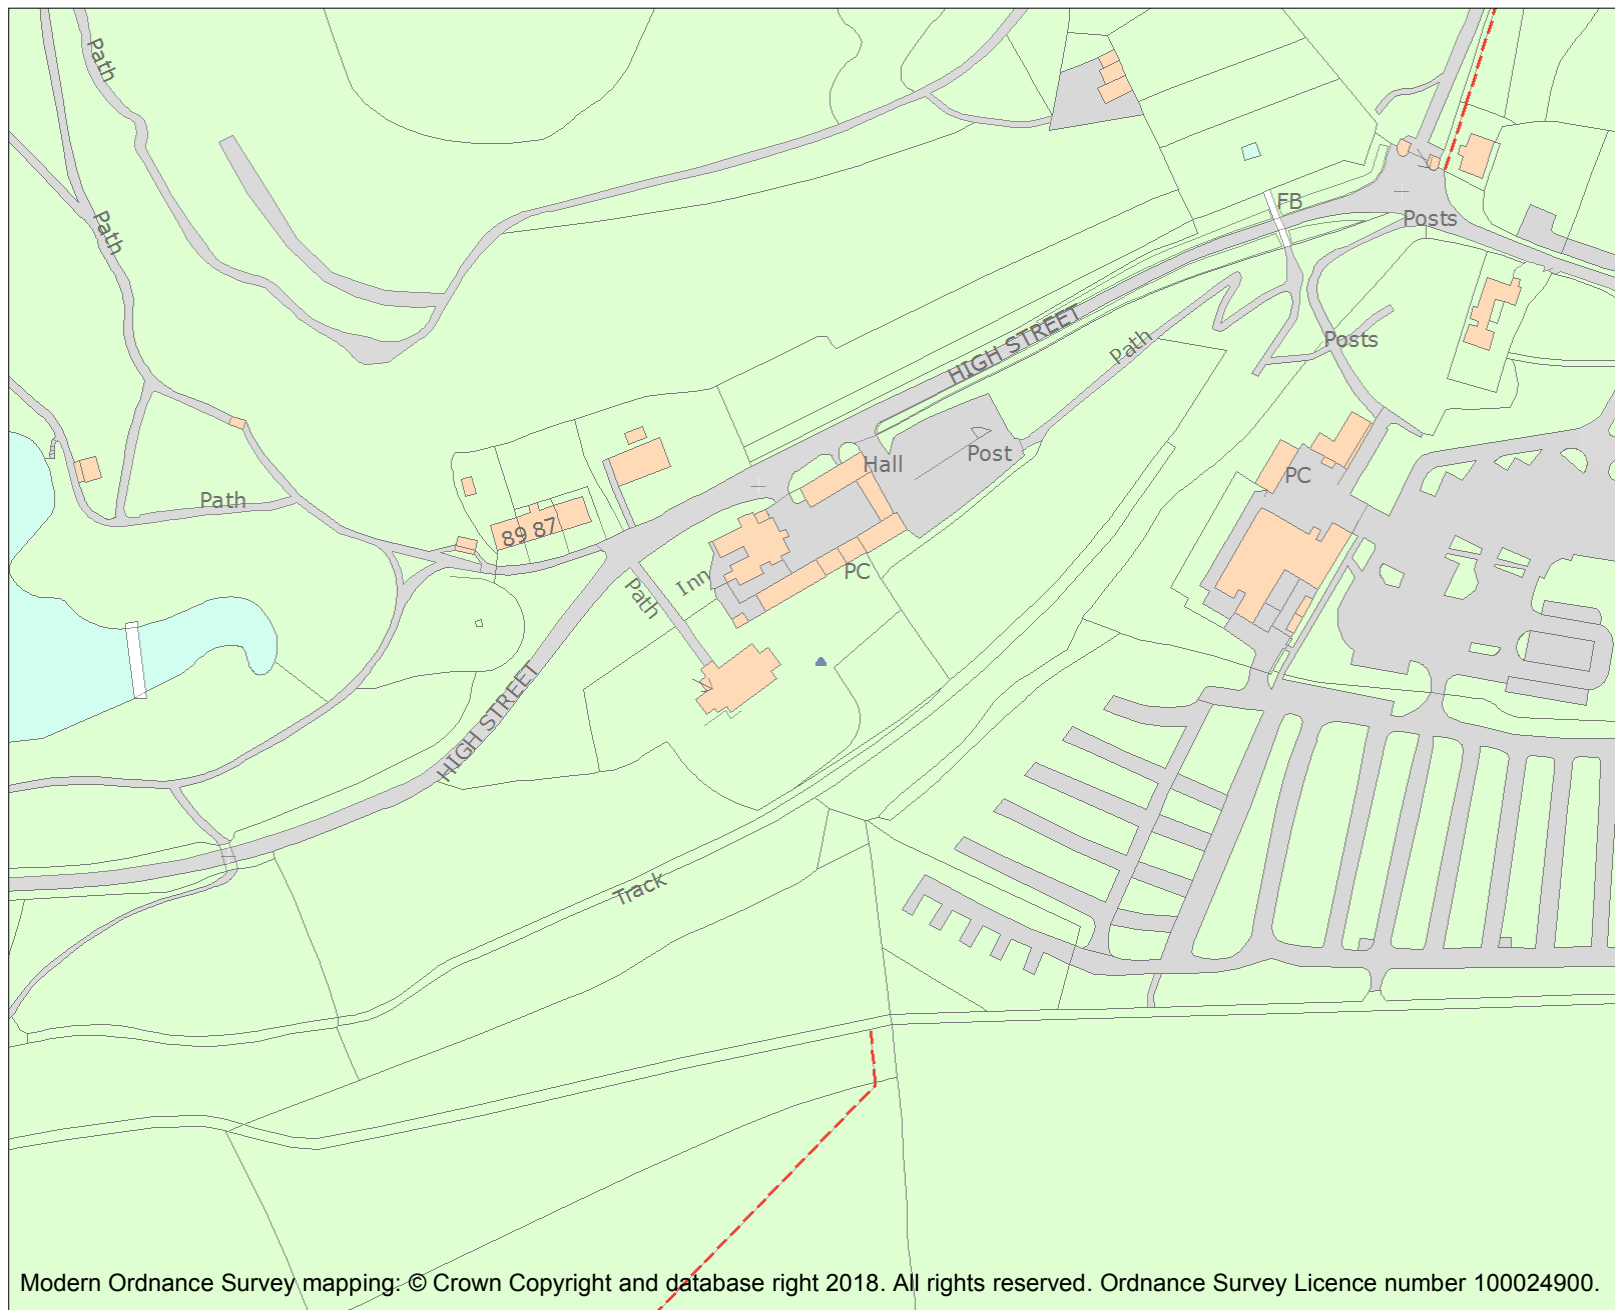 Path
Path
FB
Posts
HIGH STREET
Path
Posts
Hall
Post
PC
Path
89 87
Inn
PC
Path
HIGH STREET
Track
Modern Ordnance Survey mapping: © Crown Copyright and database right 2018. All rights reserved. Ordnance Survey Licence number 100024900.